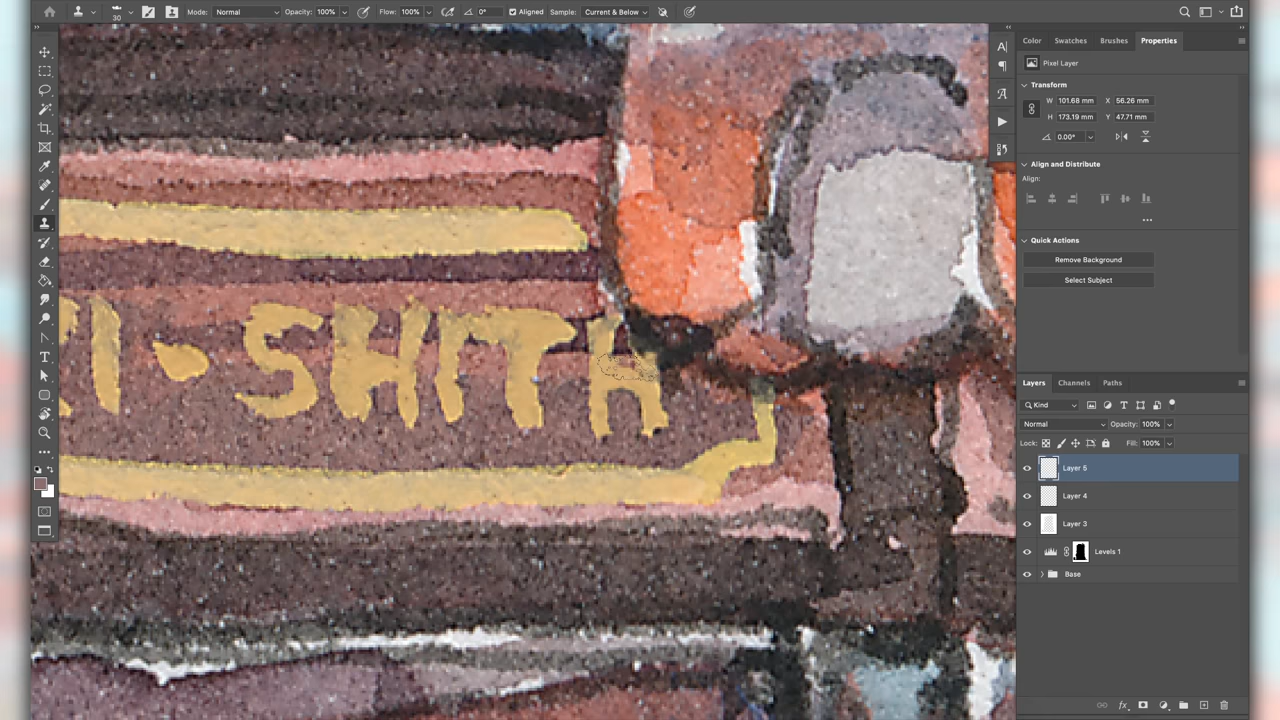 30 Mode: Normal Opacity: 100% Flow: 100% 0° Aligned Sample: Current & Below
Color Swatches Brushes Properties
Pixel Layer
Transform
W 101.68 mm X 56.26 mm
H 173.19 mm Y 47.71 mm
0.00°
Align and Distribute
Align:
Quick Actions
Remove Background
Select Subject
I • SHITH
Layers Channels Paths
Kind
Normal Opacity: 100%
Lock: Fill: 100%
Layer 5
Layer 4
Layer 3
Levels 1
Base